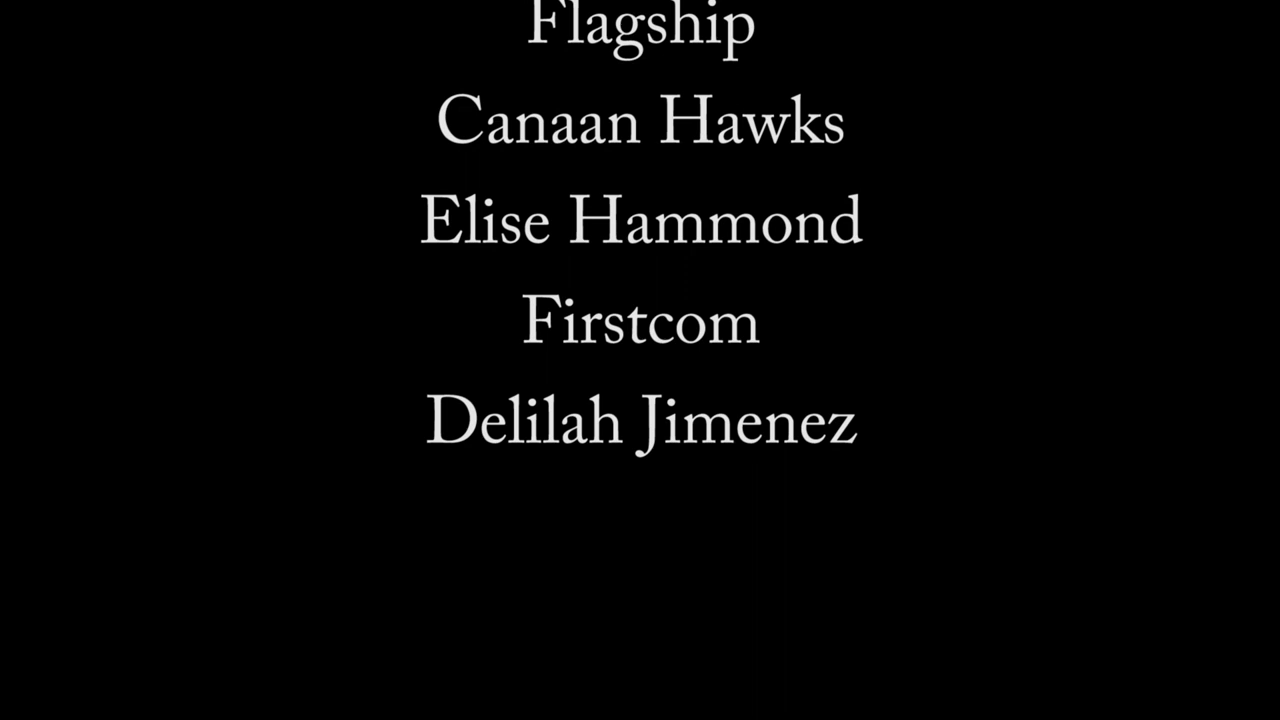 Flagship
Canaan Hawks
Elise Hammond
Firstcom
Delilah Jimenez